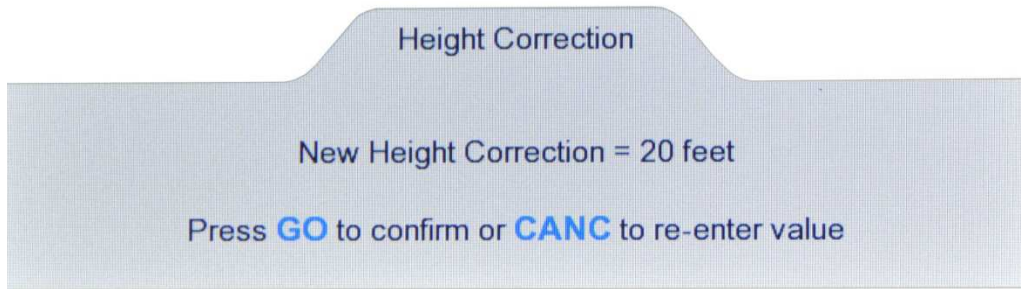 Height Correction
New Height Correction = 20 feet
Press GO to confirm or CANC to re-enter value